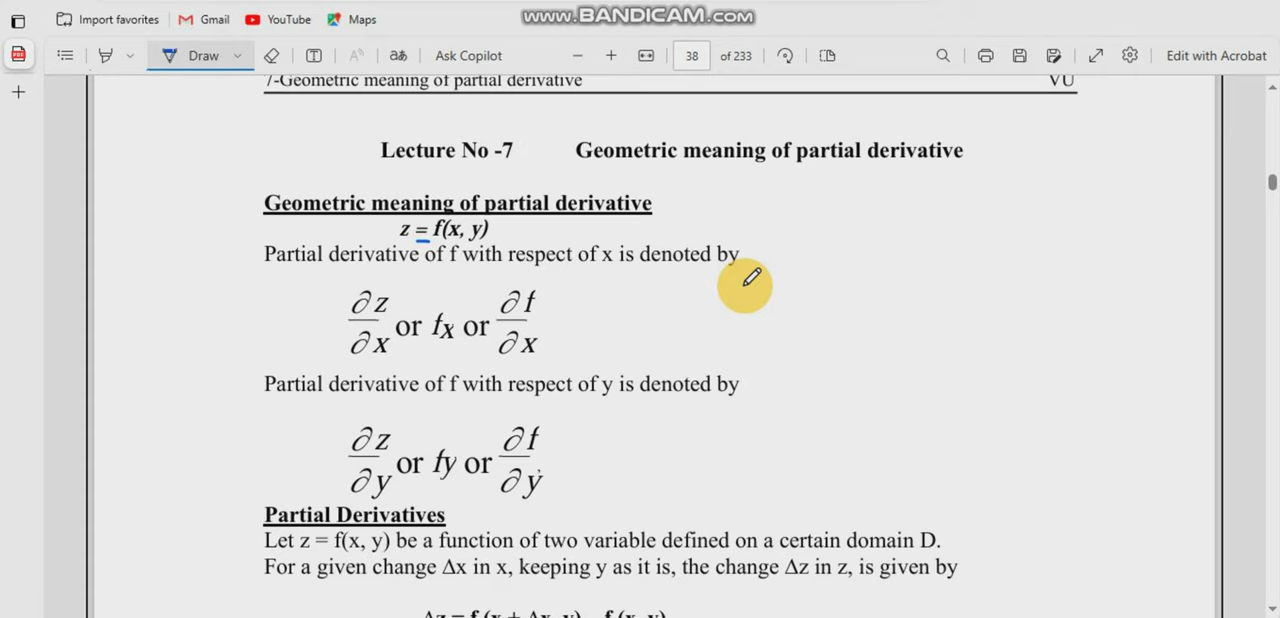 Import favorites Gmail YouTube Maps
www.BANDICAM.com
Draw aあ Ask Copilot 38 of 233 Edit with Acrobat
7-Geometric meaning of partial derivative VU
Lecture No -7 Geometric meaning of partial derivative
Geometric meaning of partial derivative
z = f(x, y)
Partial derivative of f with respect of x is denoted by
∂z/∂x or fx or ∂f/∂x
Partial derivative of f with respect of y is denoted by
∂z/∂y or fy or ∂f/∂y
Partial Derivatives
Let z = f(x, y) be a function of two variable defined on a certain domain D.
For a given change Δx in x, keeping y as it is, the change Δz in z, is given by
Δz = f (x + Δx, y) – f (x, y)